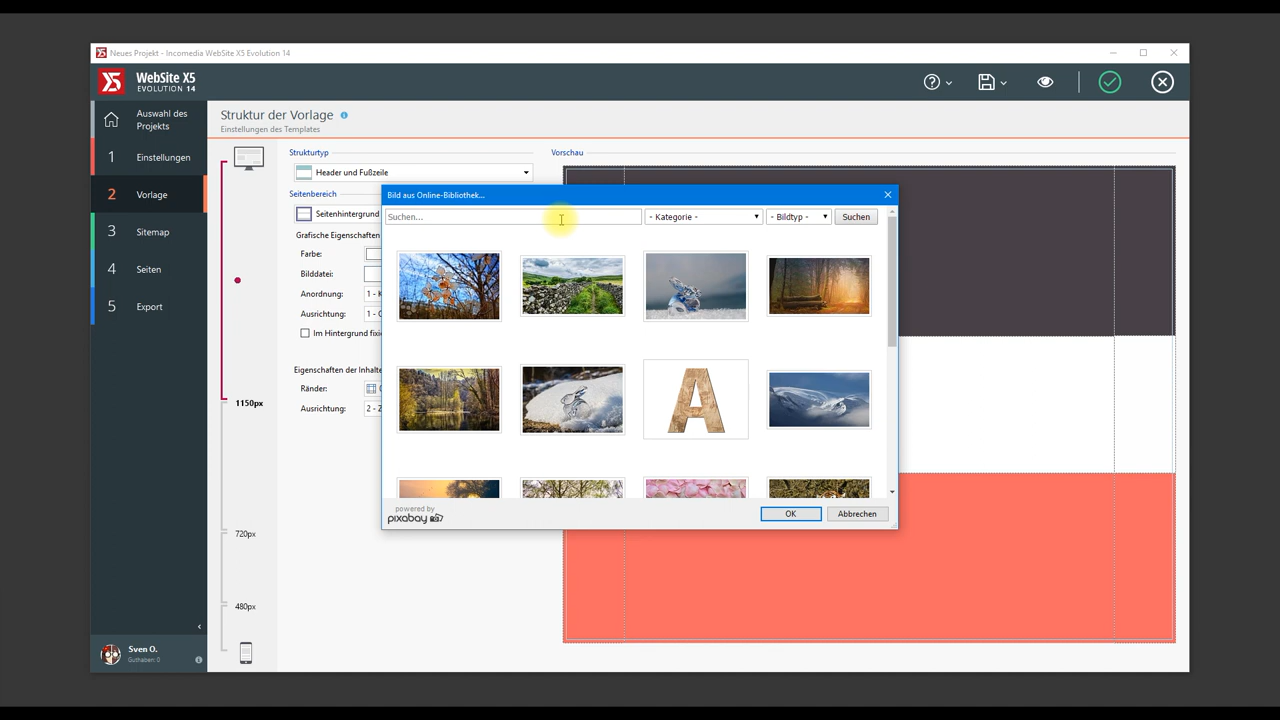 Neues Projekt - Incomedia WebSite X5 Evolution 14
WebSite X5
EVOLUTION 14
Auswahl des
Projekts
1 Einstellungen
2 Vorlage
3 Sitemap
4 Seiten
5 Export
Sven O.
Guthaben: 0
Struktur der Vorlage
Einstellungen des Templates
1150px
720px
480px
Strukturtyp
Header und Fußzeile
Seitenbereich
Seitenhintergrund
Grafische Eigenschaften
Farbe:
Bilddatei:
Anordnung: 1 - K
Ausrichtung:
Im Hintergrund fixi
Eigenschaften der Inhalte
Ränder:
Ausrichtung: 2 - Z
Vorschau
Bild aus Online-Bibliothek...
Suchen... - Kategorie - - Bildtyp - Suchen
A
powered by
pixabay
OK Abbrechen